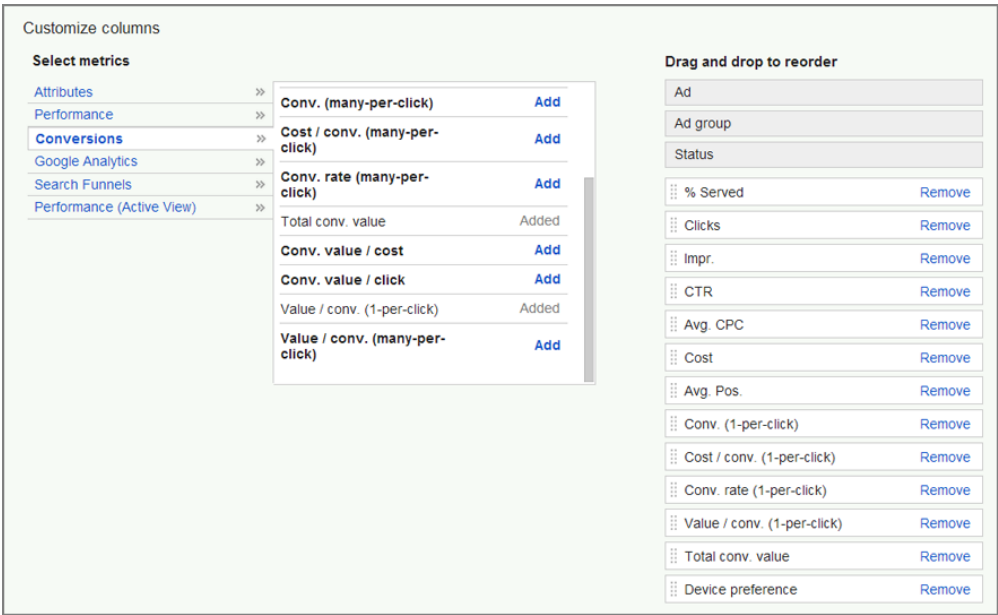 Customize columns
Select metrics
Attributes »
Performance »
Conversions »
Google Analytics »
Search Funnels »
Performance (Active View) »
Conv. (many-per-click) Add
Cost / conv. (many-per-
click) Add
Conv. rate (many-per-
click) Add
Total conv. value Added
Conv. value / cost Add
Conv. value / click Add
Value / conv. (1-per-click) Added
Value / conv. (many-per-
click) Add
Drag and drop to reorder
Ad
Ad group
Status
% Served Remove
Clicks Remove
Impr. Remove
CTR Remove
Avg. CPC Remove
Cost Remove
Avg. Pos. Remove
Conv. (1-per-click) Remove
Cost / conv. (1-per-click) Remove
Conv. rate (1-per-click) Remove
Value / conv. (1-per-click) Remove
Total conv. value Remove
Device preference Remove